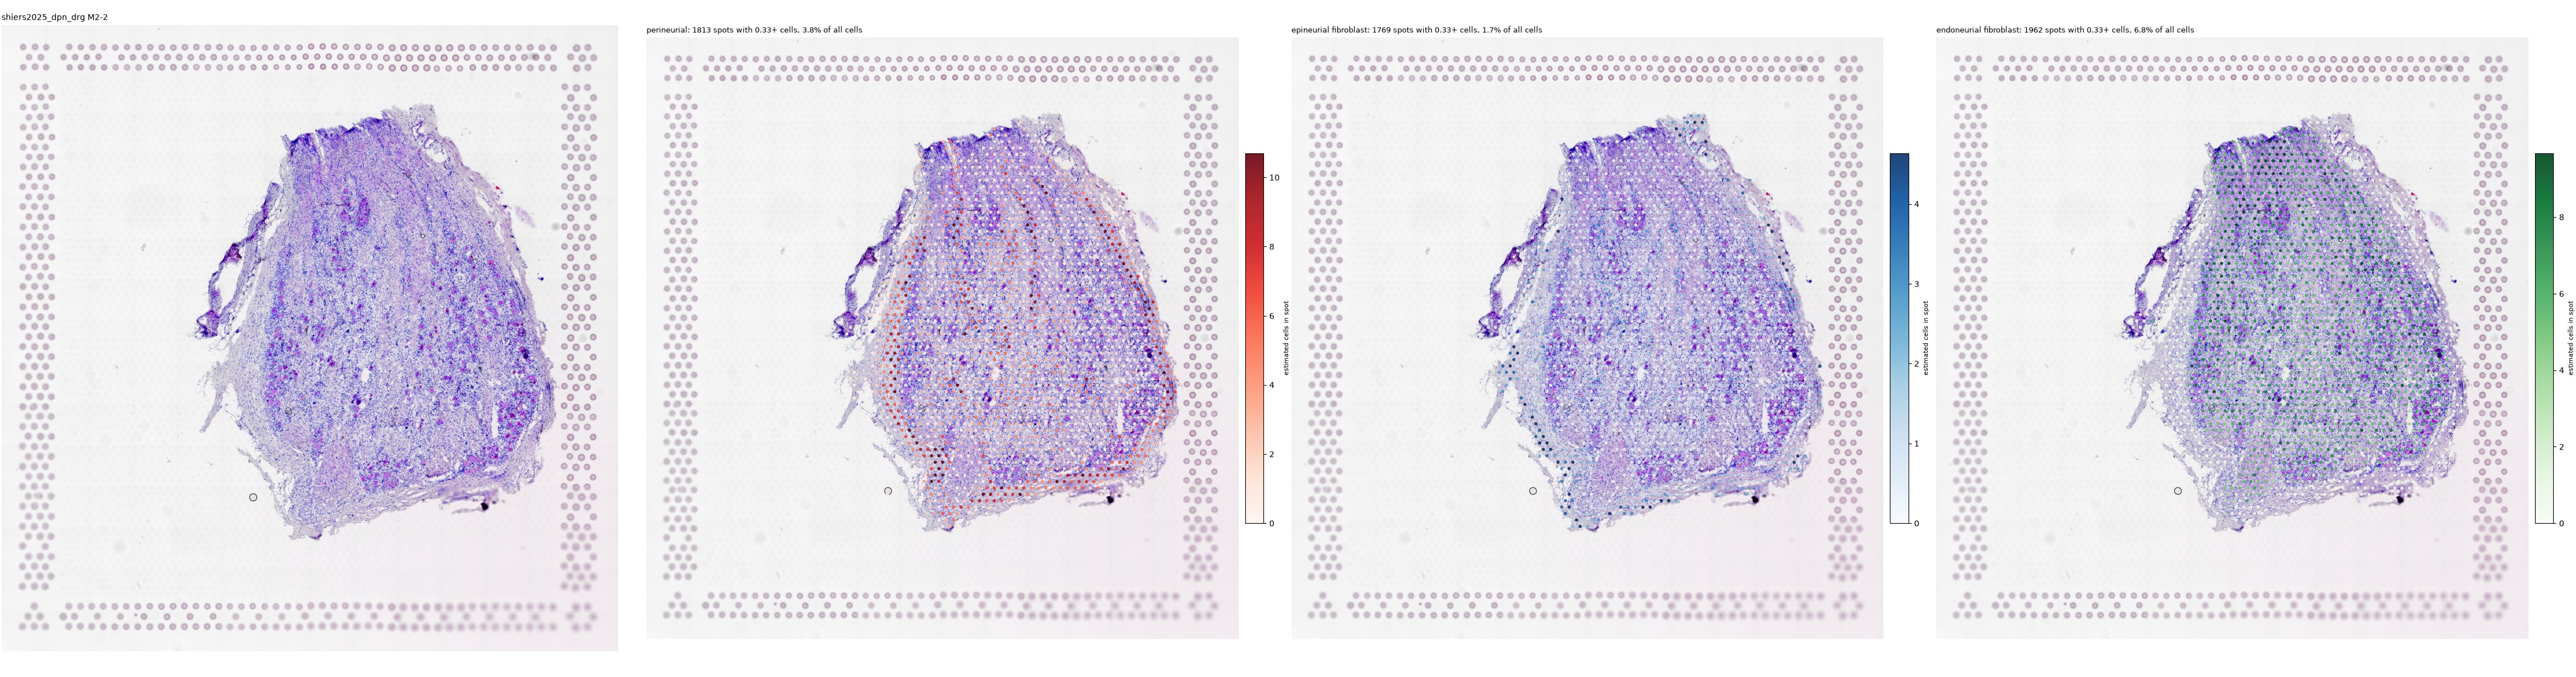 shiers2025_dpn_drg M2-2
perineurial: 1813 spots with 0.33+ cells, 3.8% of all cells
10
8
6
4
2
0
estimated cells in spot
epineurial fibroblast: 1769 spots with 0.33+ cells, 1.7% of all cells
4
3
2
1
0
estimated cells in spot
endoneurial fibroblast: 1962 spots with 0.33+ cells, 6.8% of all cells
8
6
4
2
0
estimated cells in spot